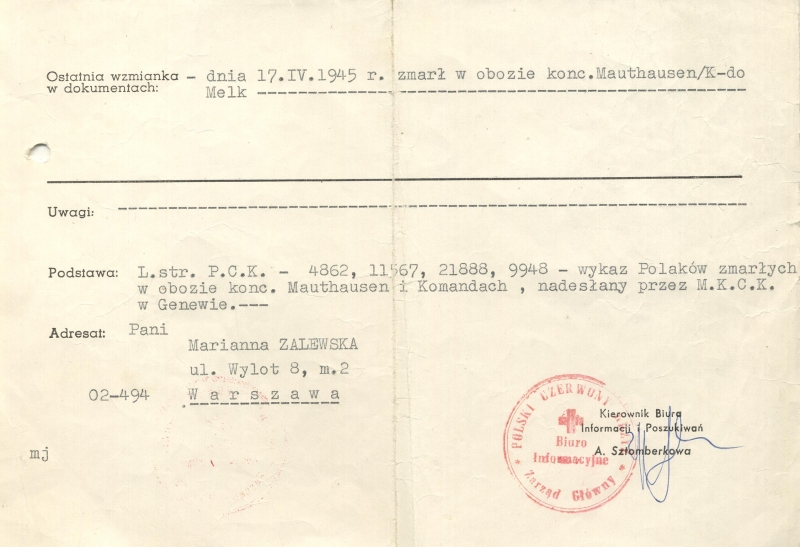 Ostatnia wzmianka – dnia 17.IV.1945 r. zmarł w obozie konc.Mauthausen/K-do
w dokumentach: Melk ------------------------------------------------
Uwagi: ------------------------------------------------
Podstawa: L.str. P.C.K. – 4862, 11567, 21888, 9948 – wykaz Polaków zmarłych
w obozie konc. Mauthausen i Komandach , nadesłany przez M.K.C.K.
w Genewie.---
Adresat: Pani
Marianna ZALEWSKA
ul. Wylot 8, m.2
02-494 Warszawa
mj
POLSKI CZERWONY
Biuro
Informacyjne
Zarząd Główny
Kierownik Biura
Informacji i Poszukiwań
A. Sztomberkowa